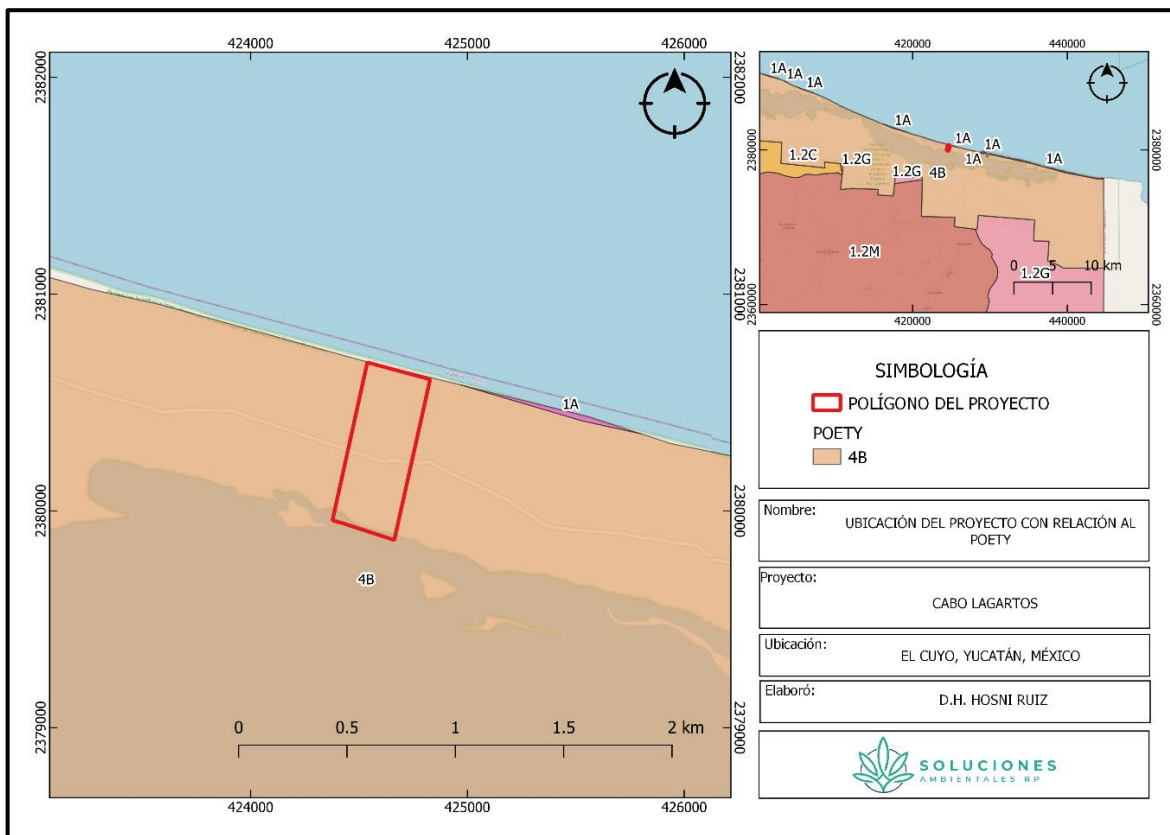 424000
425000
426000
2382000
2382000
2381000
2381000
1A
2380000
2380000
4B
0
0.5
1
1.5
2 km
2379000
2379000
424000
425000
426000
420000
440000
1A
1A
1A
1A
1A
1A
1A
1A
2380000
2380000
1.2C
1.2G
1.2G
4B
1.2M
0
5
10 km
1.2G
2360000
2360000
420000
440000
SIMBOLOGÍA
POLÍGONO DEL PROYECTO
POETY
4B
Nombre:
UBICACIÓN DEL PROYECTO CON RELACIÓN AL
POETY
Proyecto:
CABO LAGARTOS
Ubicación:
EL CUYO, YUCATÁN, MÉXICO
Elaboró:
D.H. HOSNI RUIZ
SOLUCIONES
AMBIENTALES RP